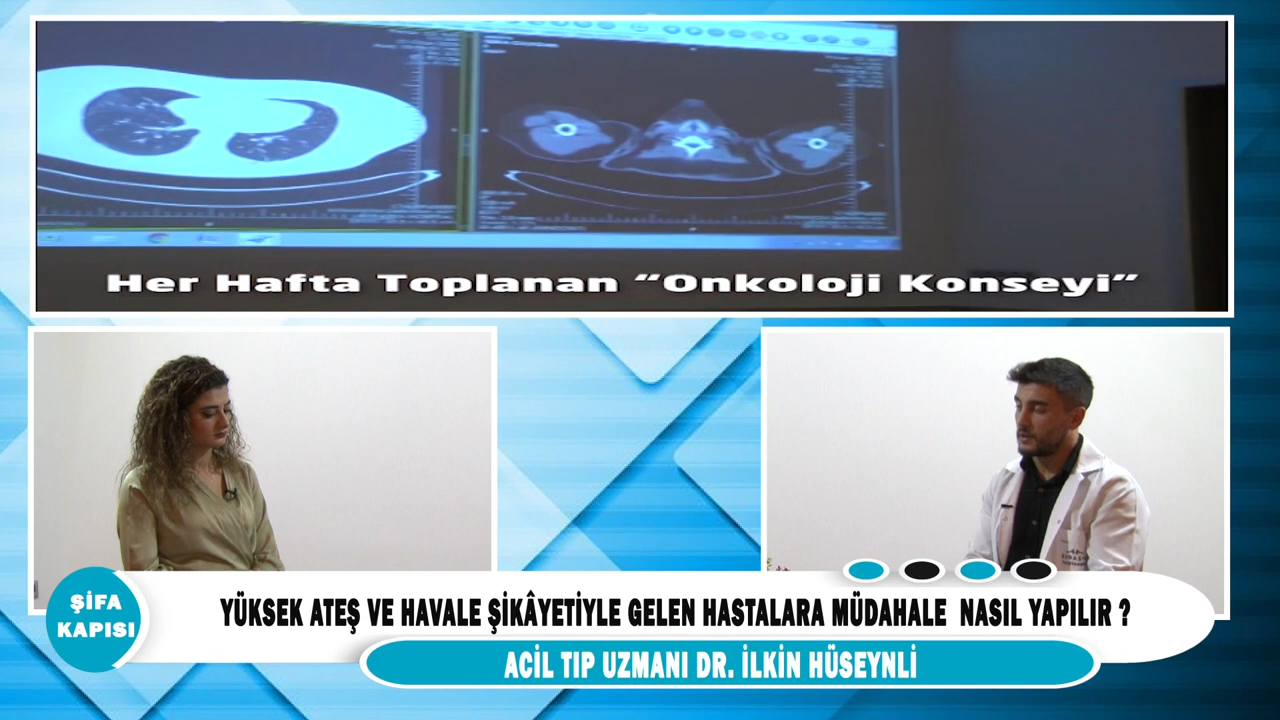 Her Hafta Toplanan “Onkoloji Konseyi”
ŞİFA
KAPISI
YÜKSEK ATEŞ VE HAVALE ŞİKÂYETİYLE GELEN HASTALARA MÜDAHALE NASIL YAPILIR ?
ACİL TIP UZMANI DR. İLKİN HÜSEYNLİ